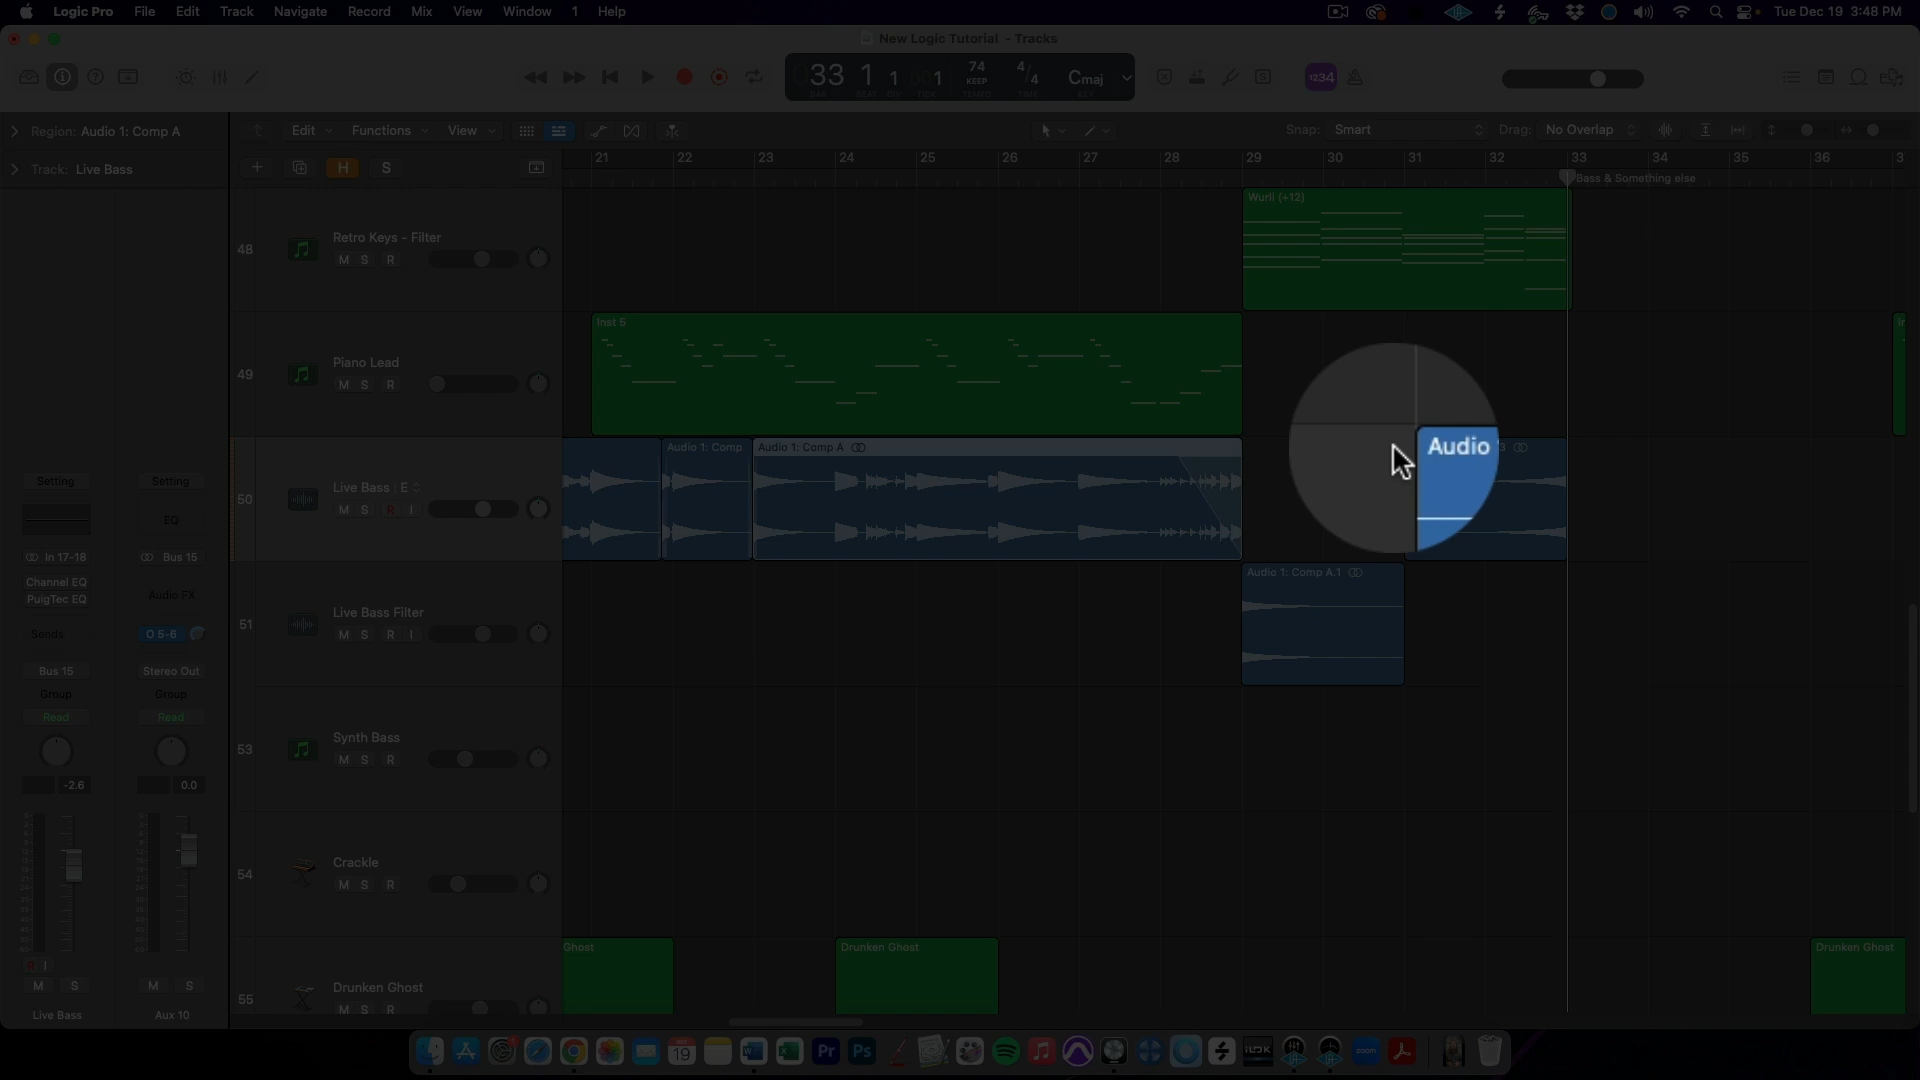 Logic Pro File Edit Track Navigate Record Mix View Window 1 Help Tue Dec 19 3:48 PM
New Logic Tutorial - Tracks
33 1 1 1 74 KEEP 4/4 Cmaj 1234
BAR BEAT DIV TICK TEMPO TIME KEY
Region: Audio 1: Comp A Edit Functions View Snap: Smart Drag: No Overlap
Track: Live Bass H S 21 22 23 24 25 26 27 28 29 30 31 32 33 34 35 36 3
Bass & Something else
Wurli (+12)
48 Retro Keys - Filter
M S R
Inst 5
49 Piano Lead
M S R
Audio 1: Comp Audio 1: Comp A Audio
50 Live Bass : E
M S R I
Audio 1: Comp A.1
51 Live Bass Filter
M S R I
53 Synth Bass
M S R
54 Crackle
M S R
Ghost Drunken Ghost Drunken Ghost
55 Drunken Ghost
M S R
Setting Setting
EQ
In 17-18 Bus 15
Channel EQ
PuigTec EQ Audio FX
Sends O 5-6
Bus 15 Stereo Out
Group Group
Read Read
-2.6 0.0
R I
M S M S
Live Bass Aux 10
DEC 19 Pr Ps iLOK zoom